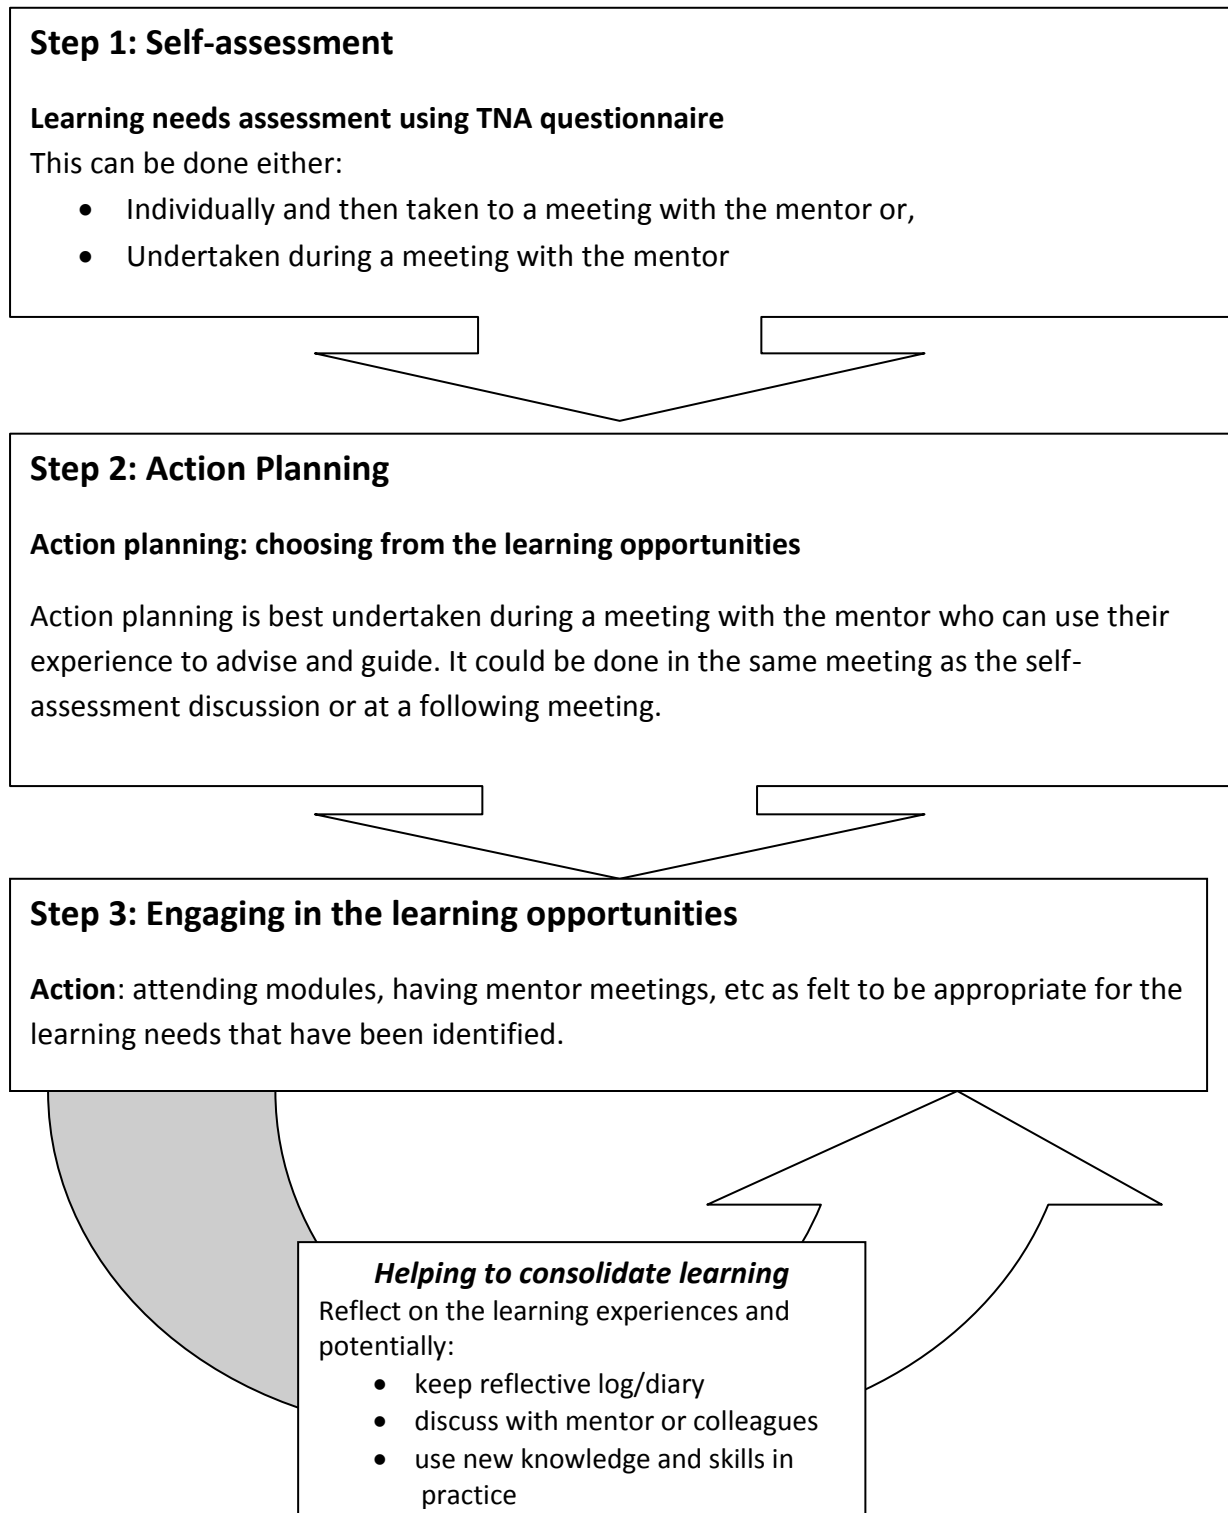 Step 1: Self-assessment
Learning needs assessment using TNA questionnaire
This can be done either:
• Individually and then taken to a meeting with the mentor or,
• Undertaken during a meeting with the mentor
Step 2: Action Planning
Action planning: choosing from the learning opportunities
Action planning is best undertaken during a meeting with the mentor who can use their
experience to advise and guide. It could be done in the same meeting as the self-
assessment discussion or at a following meeting.
Step 3: Engaging in the learning opportunities
Action: attending modules, having mentor meetings, etc as felt to be appropriate for the
learning needs that have been identified.
Helping to consolidate learning
Reflect on the learning experiences and
potentially:
• keep reflective log/diary
• discuss with mentor or colleagues
• use new knowledge and skills in
practice